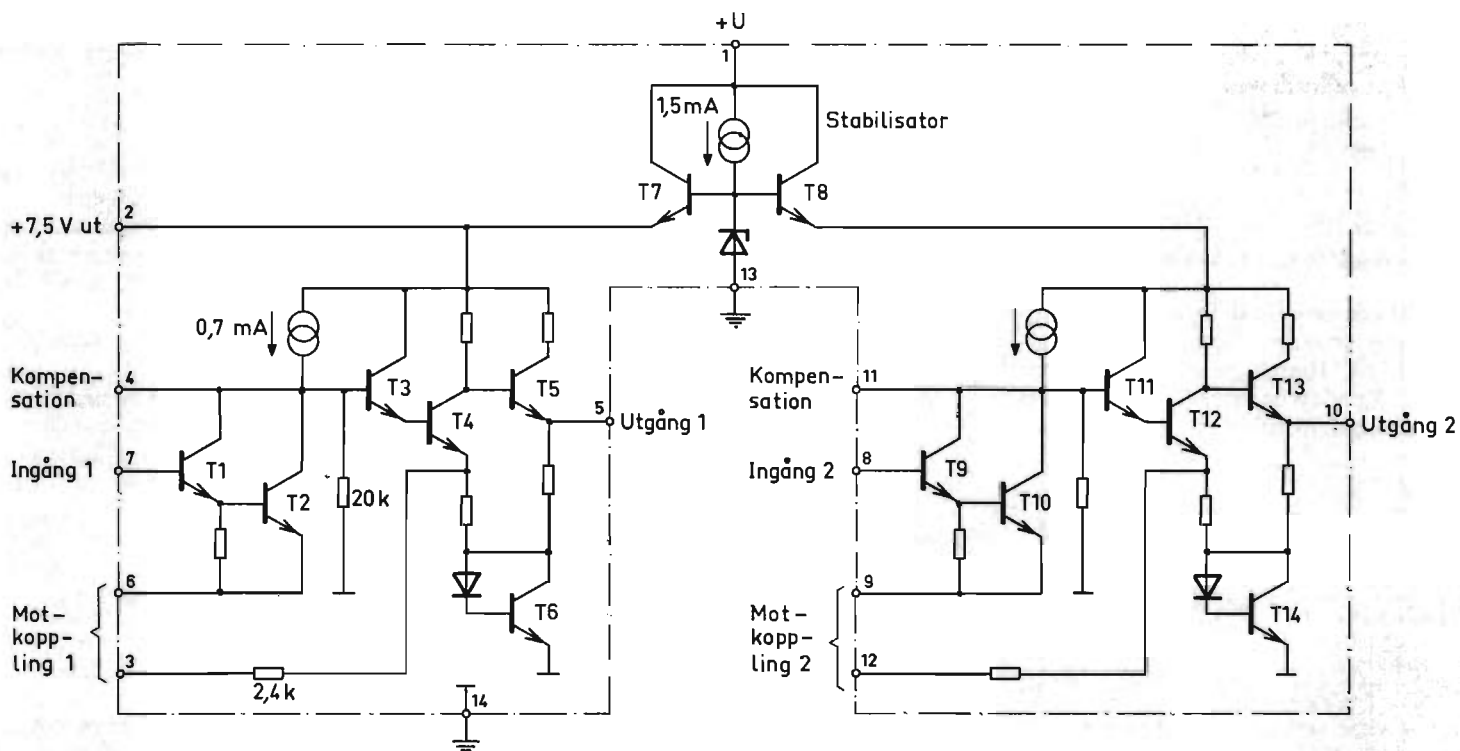 +U
1
1,5mA
Stabilisator
T7
T8
+7,5 V ut
2
13
0,7 mA
Kompen-
sation
4
T3
T4
T5
5
Utgång 1
Ingång 1
7
T1
T2
20k
6
T6
Mot-
kopp-
ling 1
3
2,4k
14
Kompen-
sation
11
T11
T12
T13
10
Utgång 2
Ingång 2
8
T9
T10
9
T14
Mot-
kopp-
ling 2
12